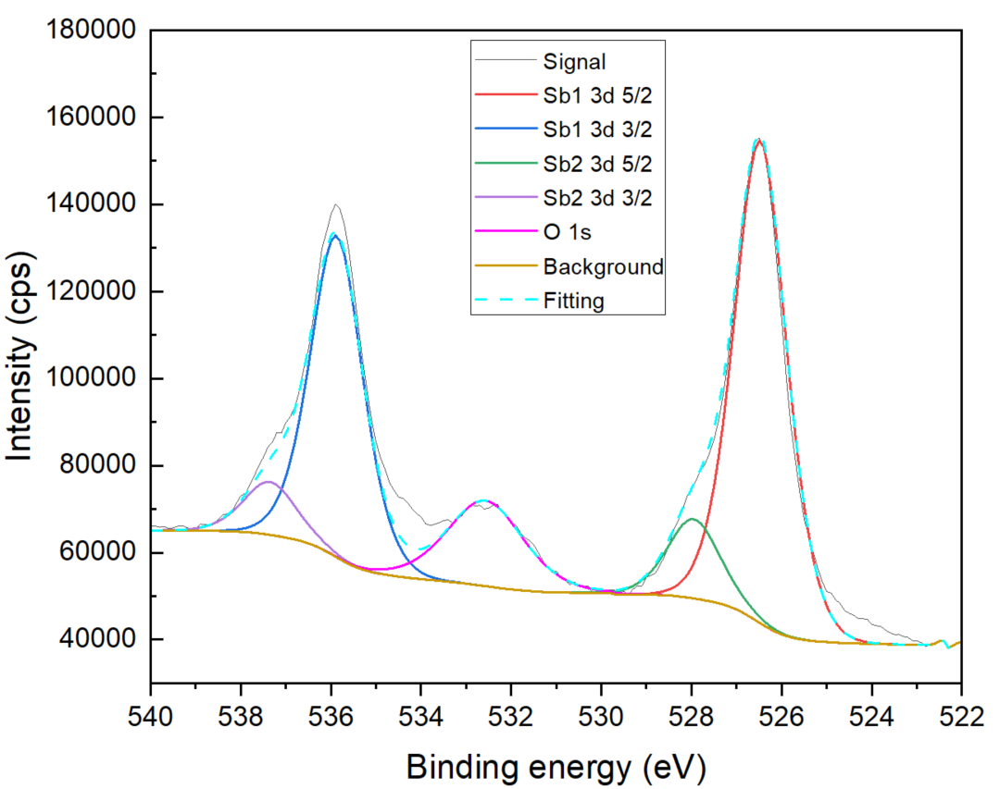 180000
160000
140000
120000
100000
80000
60000
40000
Intensity (cps)
Signal
Sb1 3d 5/2
Sb1 3d 3/2
Sb2 3d 5/2
Sb2 3d 3/2
O 1s
Background
Fitting
540 538 536 534 532 530 528 526 524 522
Binding energy (eV)